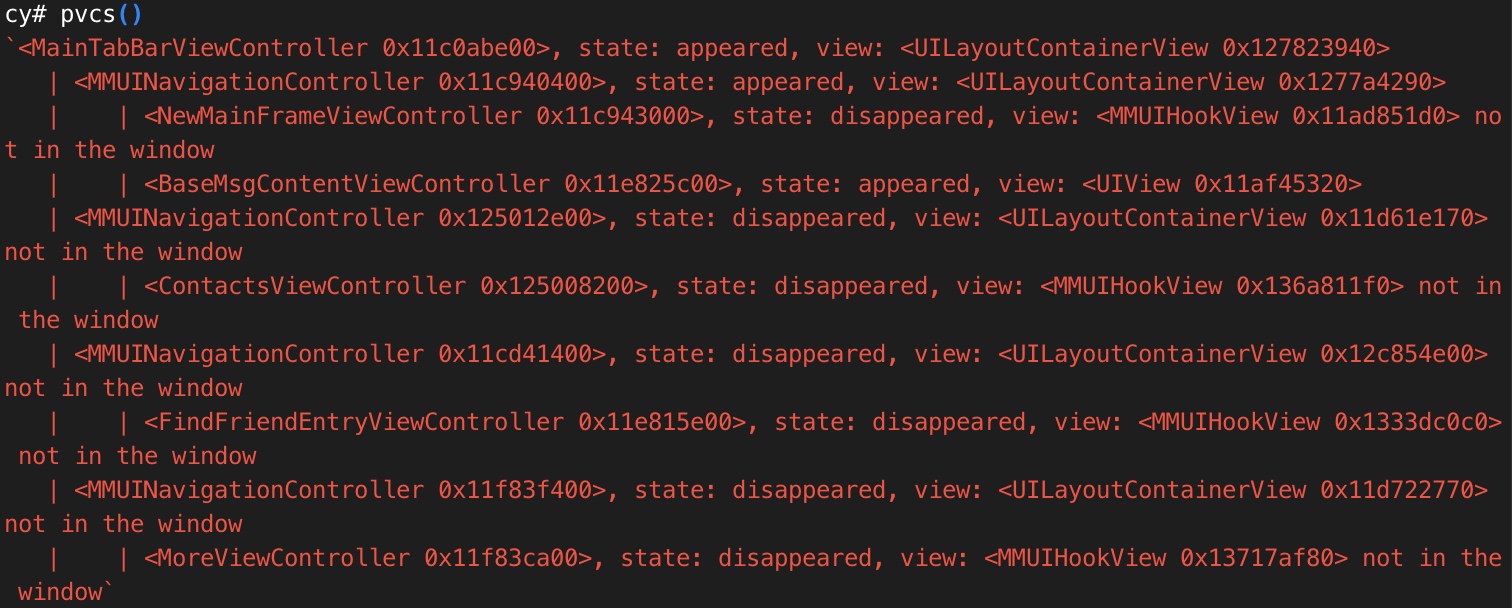 cy# pvcs()
`<MainTabBarViewController 0x11c0abe00>, state: appeared, view: <UILayoutContainerView 0x127823940>
   | <MMUINavigationController 0x11c940400>, state: appeared, view: <UILayoutContainerView 0x1277a4290>
   |    | <NewMainFrameViewController 0x11c943000>, state: disappeared, view: <MMUIHookView 0x11ad851d0> no
t in the window
   |    | <BaseMsgContentViewController 0x11e825c00>, state: appeared, view: <UIView 0x11af45320>
   | <MMUINavigationController 0x125012e00>, state: disappeared, view: <UILayoutContainerView 0x11d61e170>
not in the window
   |    | <ContactsViewController 0x125008200>, state: disappeared, view: <MMUIHookView 0x136a811f0> not in
 the window
   | <MMUINavigationController 0x11cd41400>, state: disappeared, view: <UILayoutContainerView 0x12c854e00>
not in the window
   |    | <FindFriendEntryViewController 0x11e815e00>, state: disappeared, view: <MMUIHookView 0x1333dc0c0>
 not in the window
   | <MMUINavigationController 0x11f83f400>, state: disappeared, view: <UILayoutContainerView 0x11d722770>
not in the window
   |    | <MoreViewController 0x11f83ca00>, state: disappeared, view: <MMUIHookView 0x13717af80> not in the
 window`